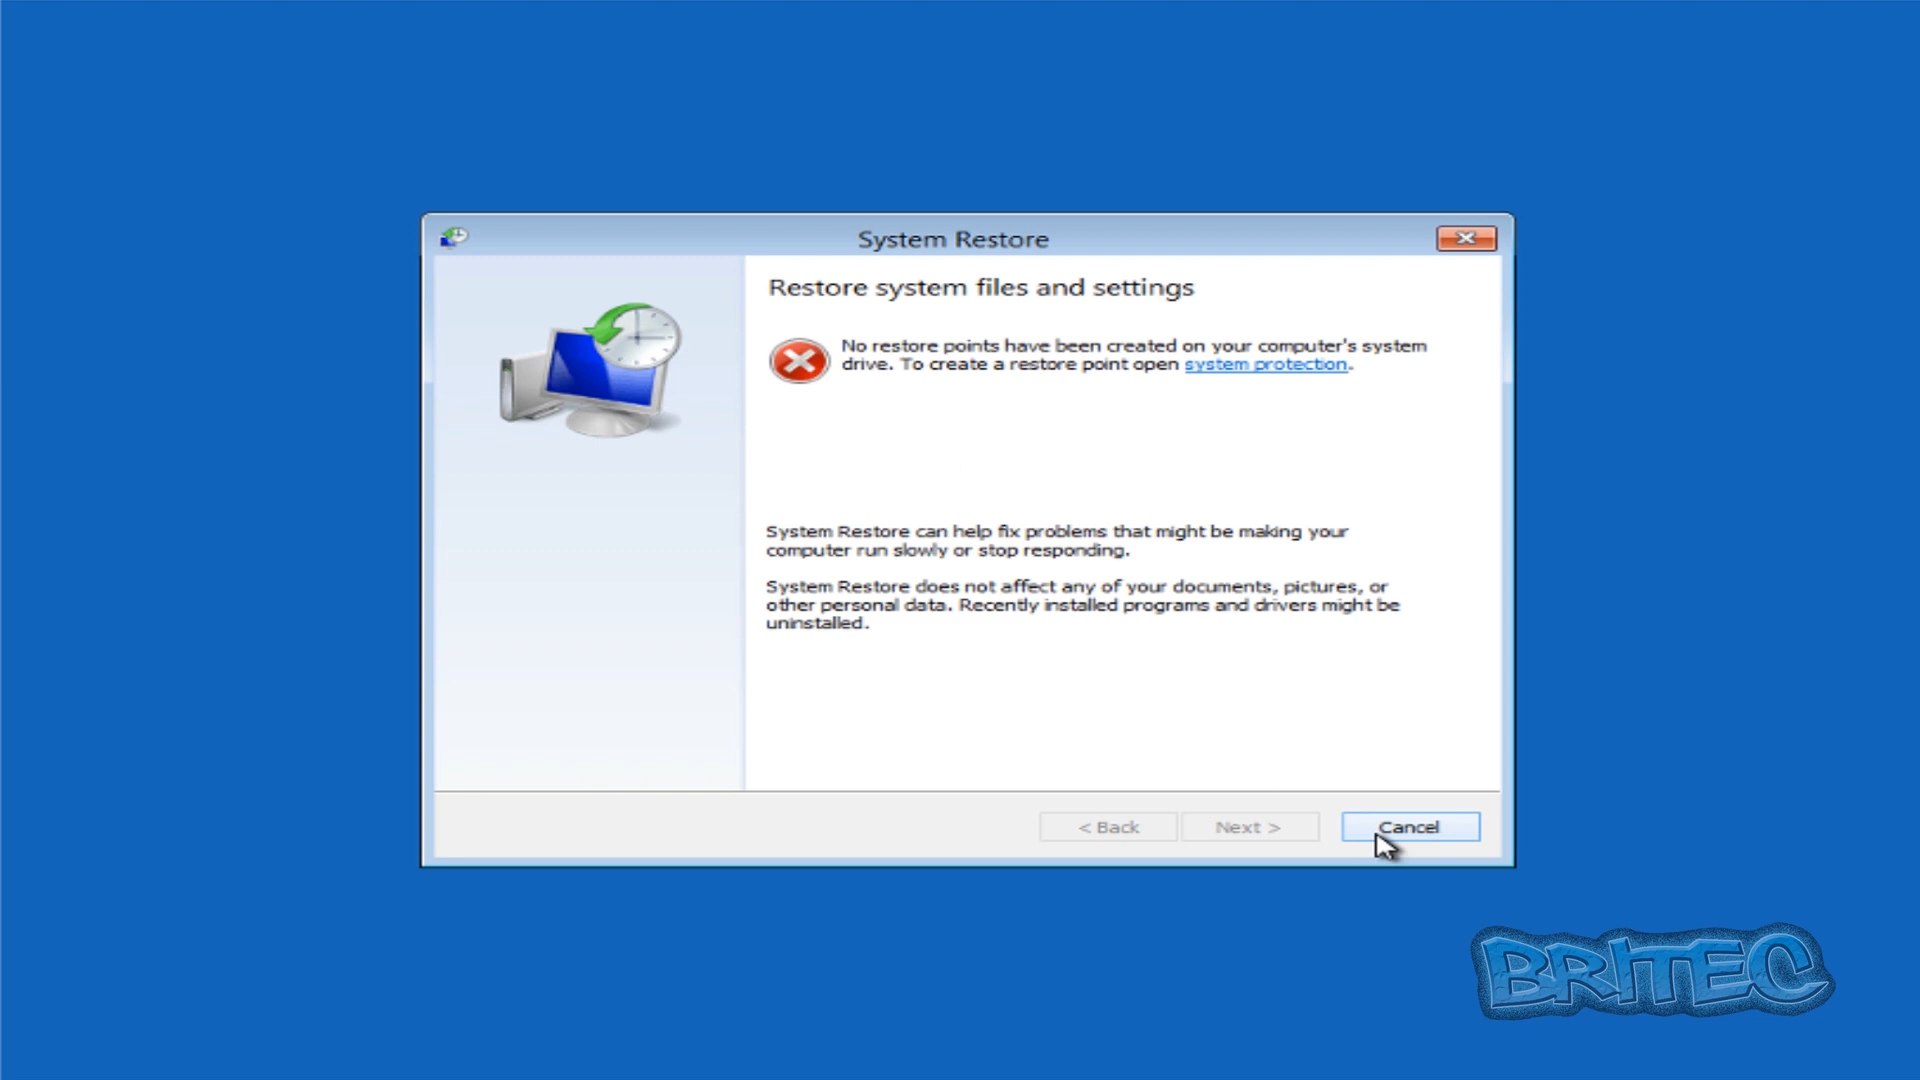 System Restore
Restore system files and settings
No restore points have been created on your computer's system
drive. To create a restore point open system protection.
System Restore can help fix problems that might be making your
computer run slowly or stop responding.
System Restore does not affect any of your documents, pictures, or
other personal data. Recently installed programs and drivers might be
uninstalled.
< Back
Next >
Cancel
BRITEC